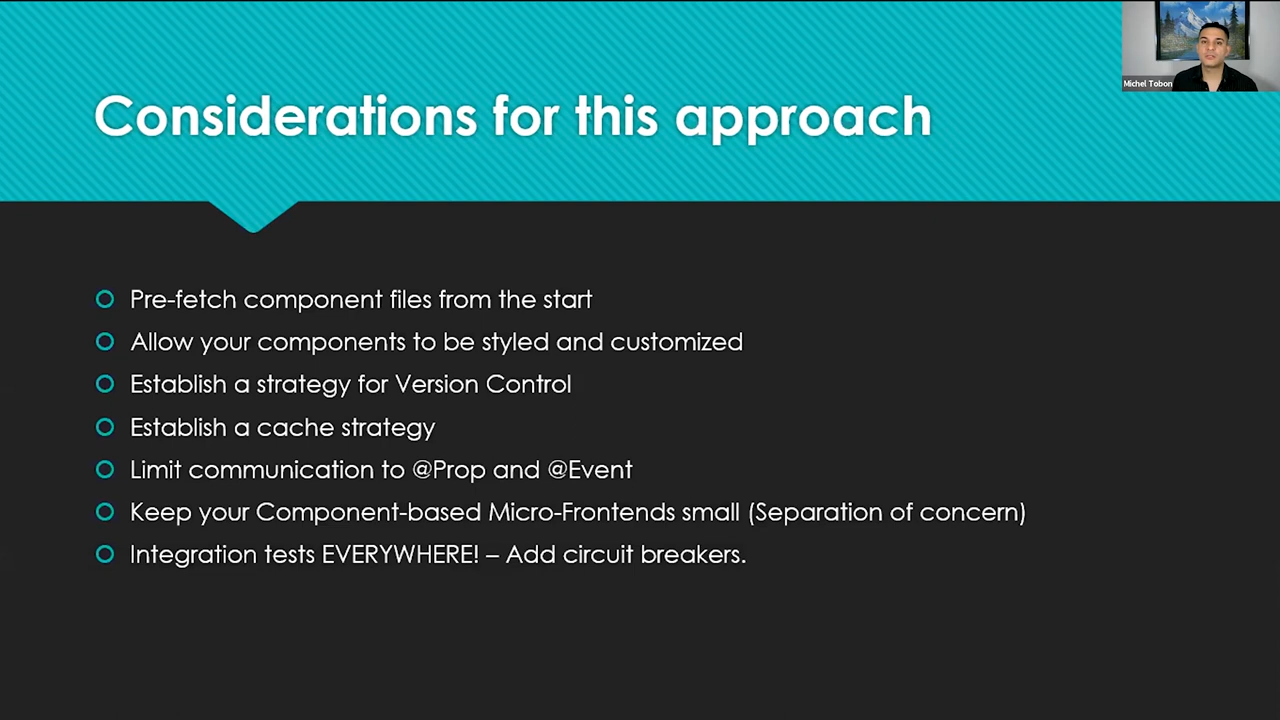 Michel Tobon
Considerations for this approach
Pre-fetch component files from the start
Allow your components to be styled and customized
Establish a strategy for Version Control
Establish a cache strategy
Limit communication to @Prop and @Event
Keep your Component-based Micro-Frontends small (Separation of concern)
Integration tests EVERYWHERE! – Add circuit breakers.